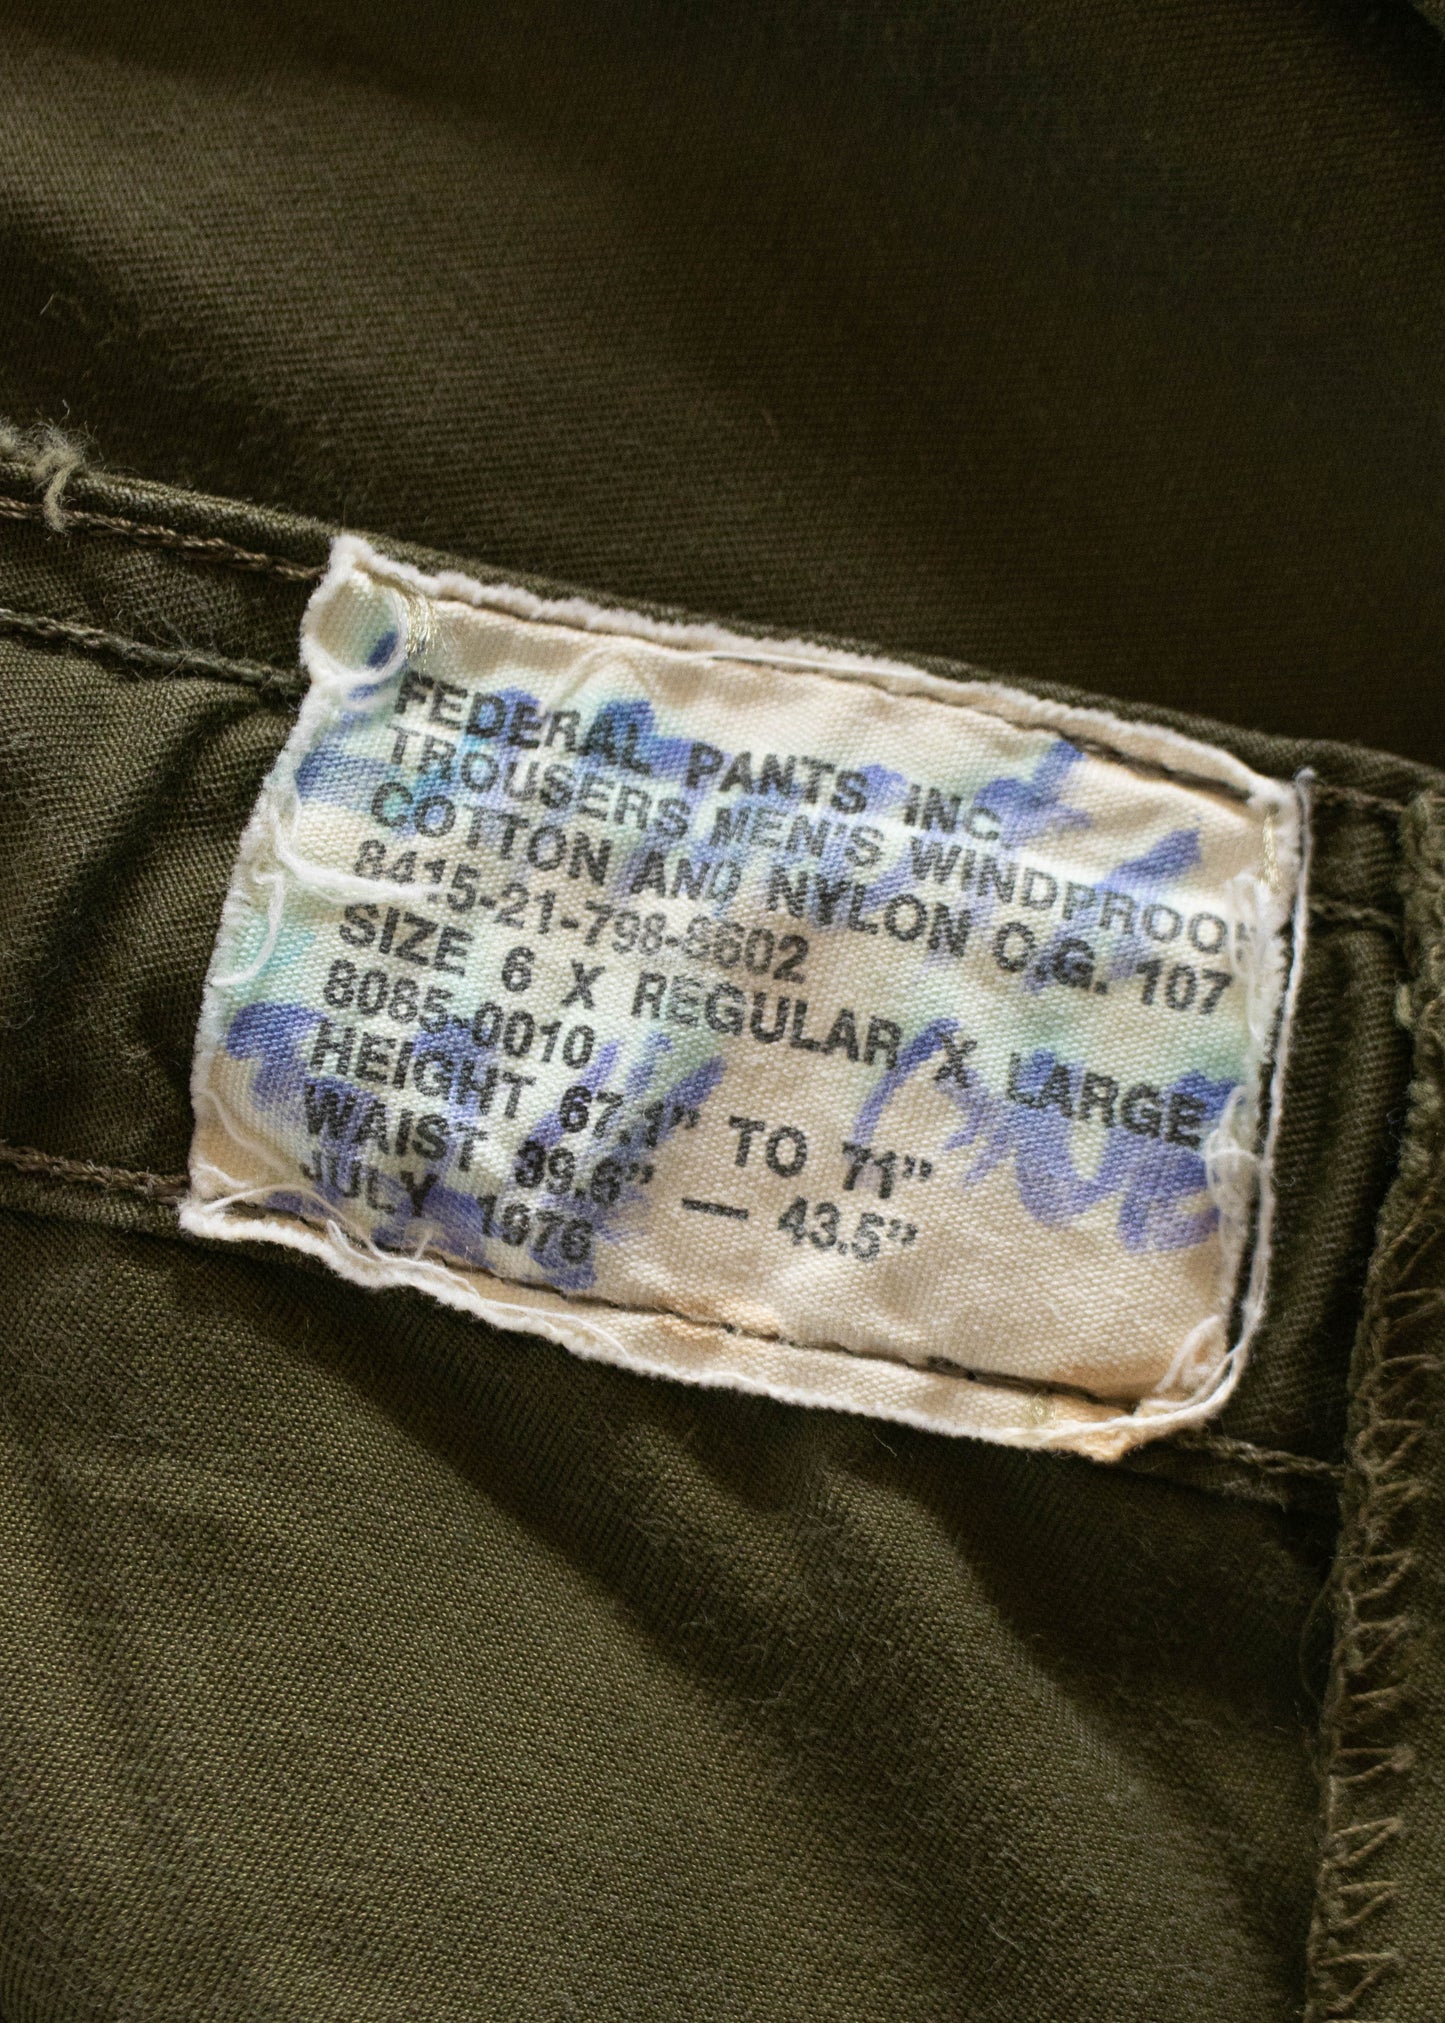 FEDERAL PANTS INC.
TROUSERS MEN'S WINDPROOF
COTTON AND NYLON O.G. 107
8415-21-798-8602
SIZE 6 X REGULAR X LARGE
8085-0010
HEIGHT 67.1" TO 71"
WAIST 39.6" — 43.5"
JULY 1976